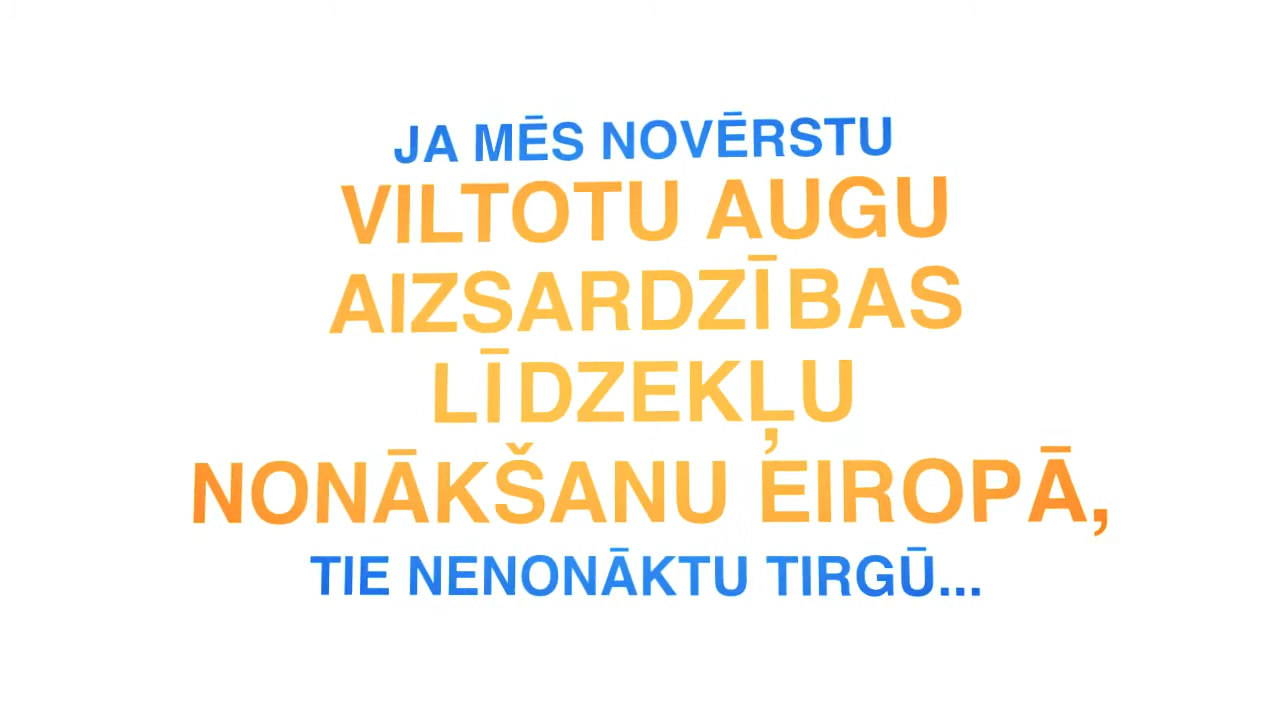 JA MĒS NOVĒRSTU
VILTOTU AUGU
AIZSARDZĪBAS
LĪDZEKĻU
NONĀKŠANU EIROPĀ,
TIE NENONĀKTU TIRGŪ...